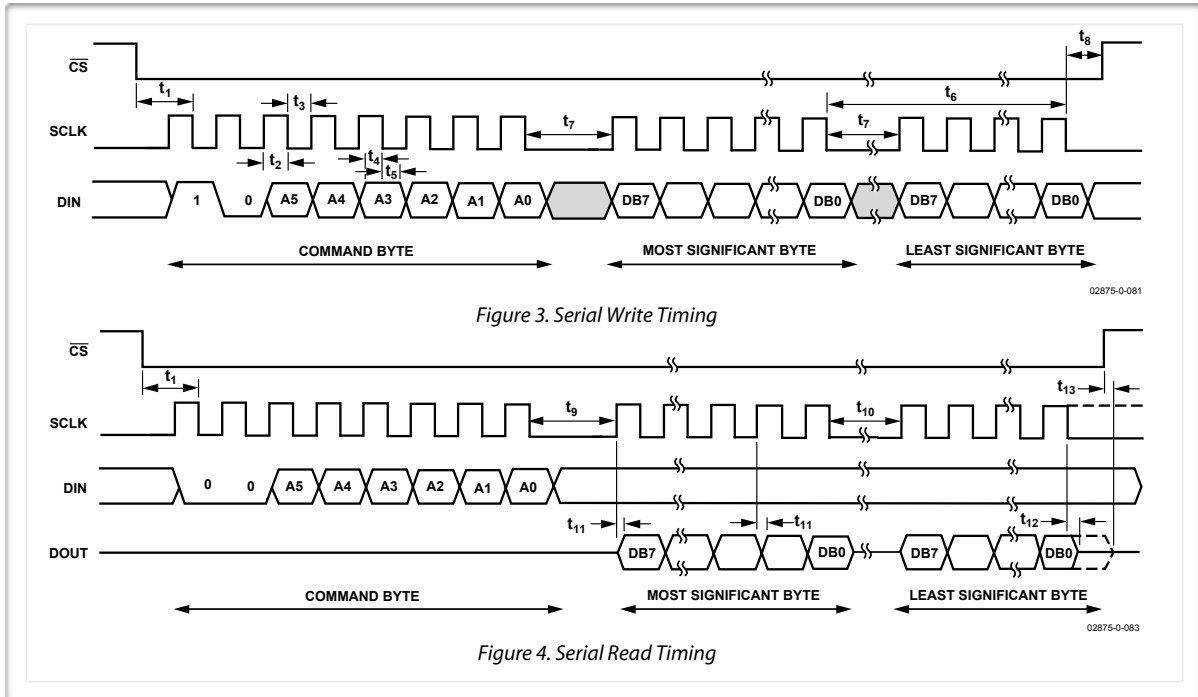 t8
CS
t1
t3
t6
SCLK
t7
t7
t2
t4
t5
DIN
1 0 A5 A4 A3 A2 A1 A0 DB7 DB0 DB7 DB0
COMMAND BYTE
MOST SIGNIFICANT BYTE
LEAST SIGNIFICANT BYTE
02875-0-081
Figure 3. Serial Write Timing
CS
t1
t13
SCLK
t9
t10
DIN
0 0 A5 A4 A3 A2 A1 A0
t11
t11
t12
DOUT
DB7 DB0 DB7 DB0
COMMAND BYTE
MOST SIGNIFICANT BYTE
LEAST SIGNIFICANT BYTE
02875-0-083
Figure 4. Serial Read Timing